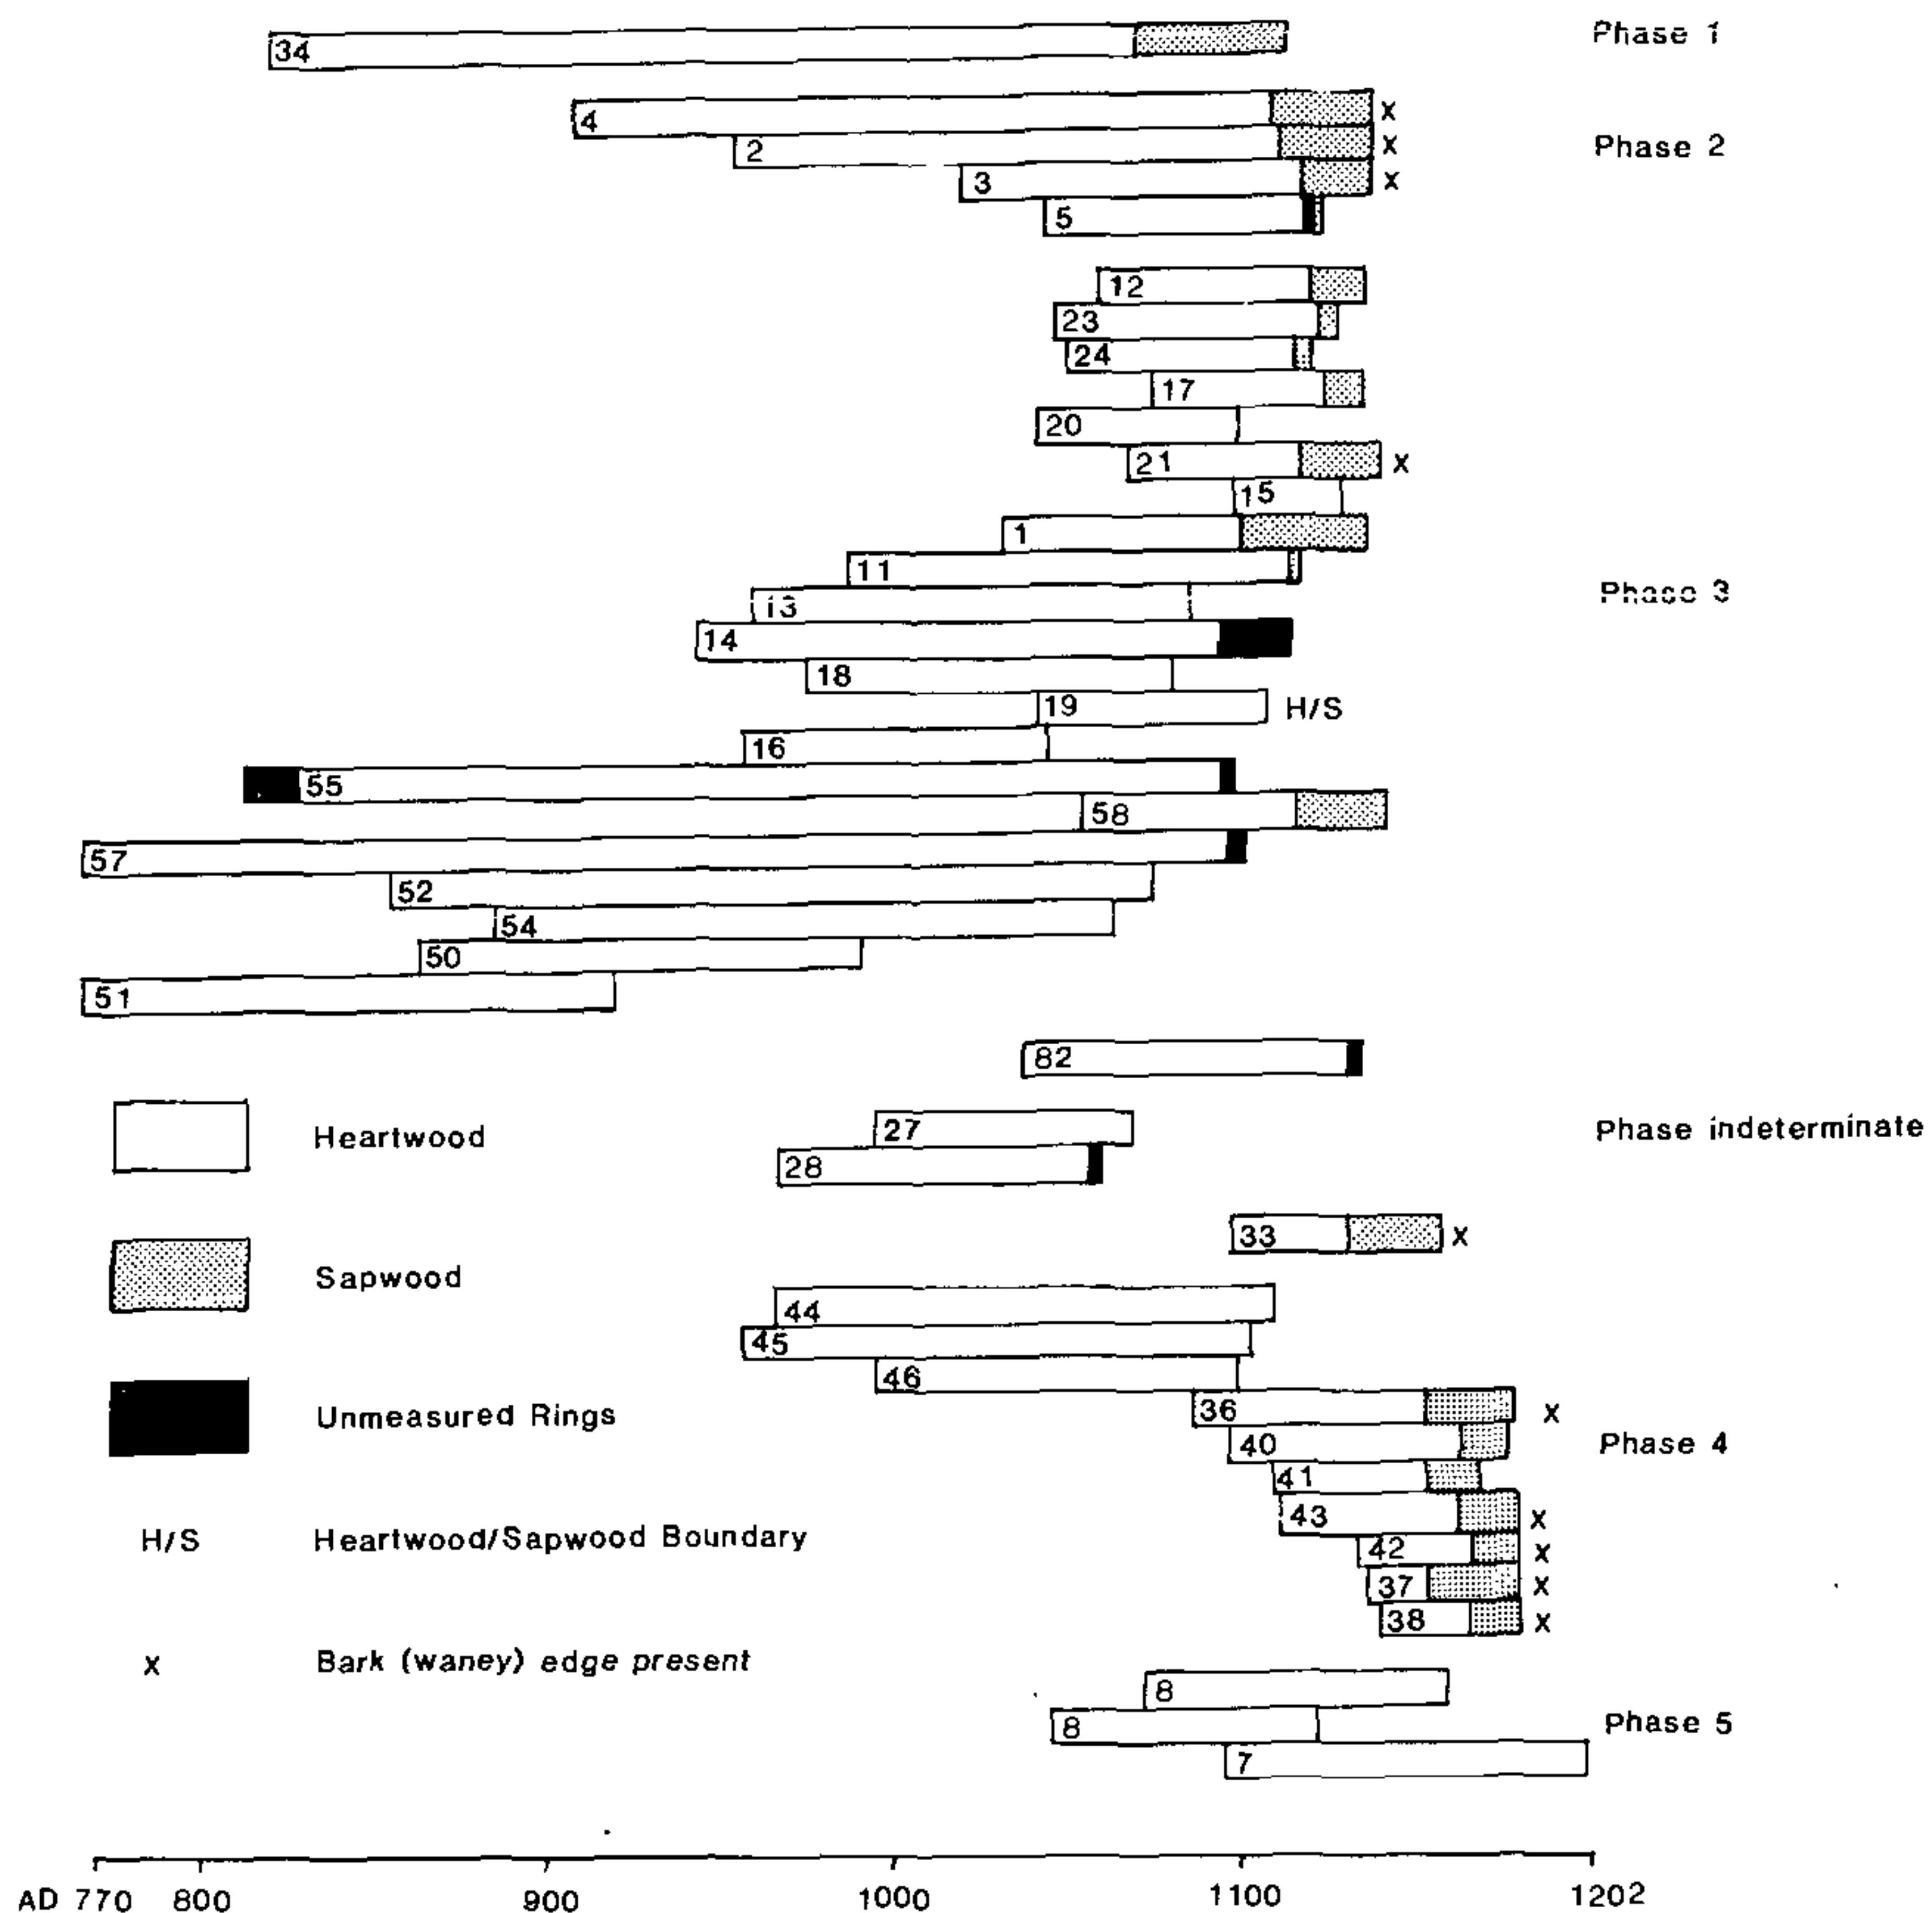 34 Phase 1
4 x
2 x Phase 2
3 x
5
12
23
24
17
20
21 x
15
1
11
13 Phase 3
14
18
19 H/S
16
55
58
57
52
54
50
51
82
27 Phase indeterminate
Heartwood
28
33 x
Sapwood
44
45
46
36 x
Unmeasured Rings
40 Phase 4
41
43 x
H/S Heartwood/Sapwood Boundary
42 x
37 x
38 x
x Bark (waney) edge present
8
8 Phase 5
7
AD 770 800 900 1000 1100 1202